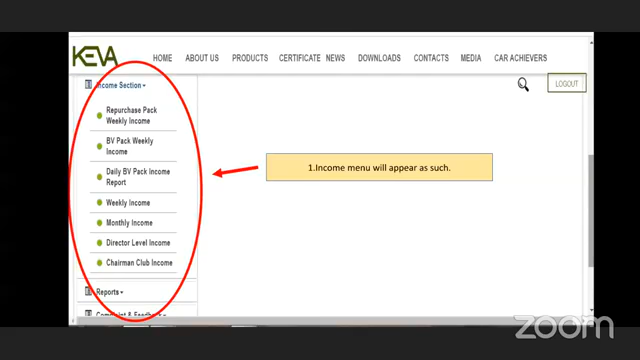 KEVA
HOME ABOUT US PRODUCTS CERTIFICATE NEWS DOWNLOADS CONTACTS MEDIA CAR ACHIEVERS
LOGOUT
Income Section
Repurchase Pack
Weekly Income
BV Pack Weekly
Income
Daily BV Pack Income
Report
Weekly Income
Monthly Income
Director Level Income
Chairman Club Income
Reports
Complaint & Feedback
1.Income menu will appear as such.
zoom